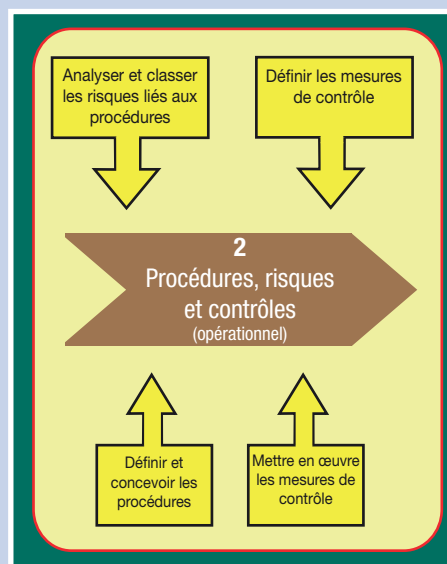 Analyser et classer
les risques liés aux
procédures
Définir les mesures
de contrôle
2
Procédures, risques
et contrôles
(opérationnel)
Définir et
concevoir les
procédures
Mettre en œuvre
les mesures de
contrôle